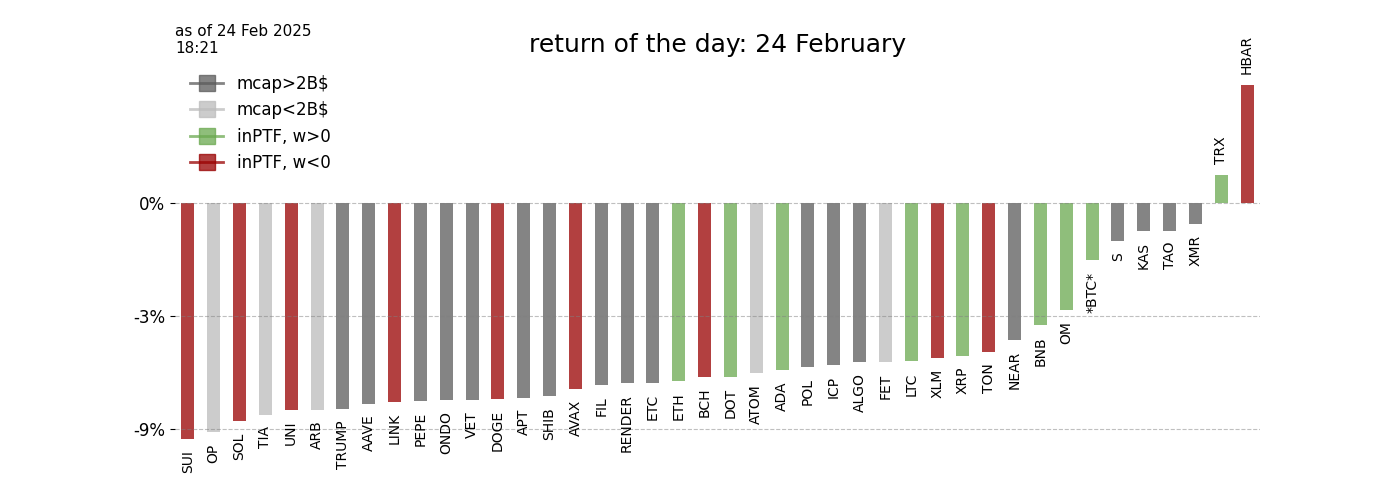 as of 24 Feb 2025
18:21
return of the day: 24 February
mcap>2B$
mcap<2B$
inPTF, w>0
inPTF, w<0
0%
-3%
-9%
SUI
OP
SOL
TIA
UNI
ARB
TRUMP
AAVE
LINK
PEPE
ONDO
VET
DOGE
APT
SHIB
AVAX
FIL
RENDER
ETC
ETH
BCH
DOT
ATOM
ADA
POL
ICP
ALGO
FET
LTC
XLM
XRP
TON
NEAR
BNB
OM
*BTC*
S
KAS
TAO
XMR
TRX
HBAR